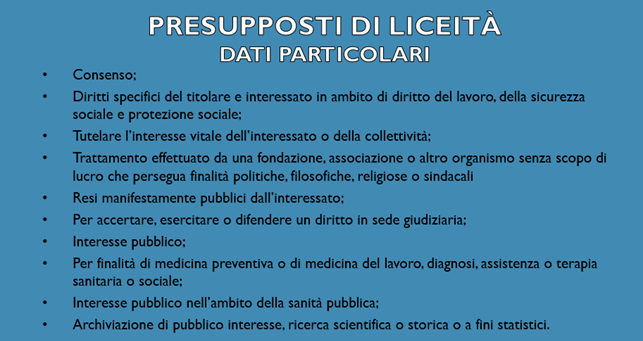 PRESUPPOSTI DI LICEITÀ
DATI PARTICOLARI
• Consenso;
• Diritti specifici del titolare e interessato in ambito di diritto del lavoro, della sicurezza
sociale e protezione sociale;
• Tutelare l'interesse vitale dell'interessato o della collettività;
• Trattamento effettuato da una fondazione, associazione o altro organismo senza scopo di
lucro che persegua finalità politiche, filosofiche, religiose o sindacali
• Resi manifestamente pubblici dall'interessato;
• Per accertare, esercitare o difendere un diritto in sede giudiziaria;
• Interesse pubblico;
• Per finalità di medicina preventiva o di medicina del lavoro, diagnosi, assistenza o terapia
sanitaria o sociale;
• Interesse pubblico nell'ambito della sanità pubblica;
• Archiviazione di pubblico interesse, ricerca scientifica o storica o a fini statistici.